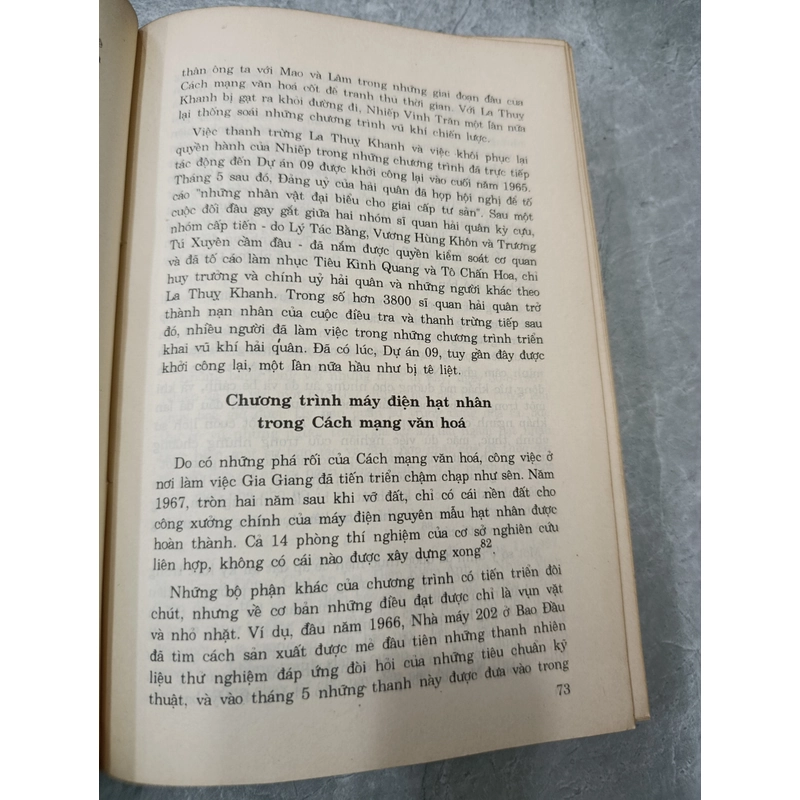 thân ông ta với Mao và Lâm trong những giai đoạn đầu của
Cách mạng văn hoá cốt để tranh thu thời gian. Với La Thuỵ
Khanh bị gạt ra khỏi đường đi, Nhiếp Vinh Trăn một lần nữa
lại thống soái những chương trình vũ khí chiến lược.
Việc thanh trừng La Thuỵ Khanh và việc khôi phục lại
quyền hành của Nhiếp trong những chương trình đã trực tiếp
tác động đến Dự án 09 được khởi công lại vào cuối năm 1965.
Tháng 5 sau đó, Đảng uỷ của hải quân đã họp hội nghị để tố
cáo "những nhân vật đại biểu cho giai cấp tư sản". Sau một
cuộc đối đầu gay gắt giữa hai nhóm sĩ quan hải quân kỳ cựu,
nhóm cấp tiến - do Lý Tác Bằng, Vương Hùng Khôn và Trương
Tú Xuyên cầm đầu - đã nắm được quyền kiểm soát cơ quan
và đã tố cáo làm nhục Tiêu Kình Quang và Tô Chấn Hoa, chỉ
huy trưởng và chính uỷ hải quân và những người khác theo
La Thuỵ Khanh. Trong số hơn 3800 sĩ quan hải quân trở
thành nạn nhân của cuộc điều tra và thanh trừng tiếp sau
đó, nhiều người đã làm việc trong những chương trình triển
khai vũ khí hải quân. Đã có lúc, Dự án 09, tuy gần đây được
khởi công lại, một lần nữa hầu như bị tê liệt.
Chương trình máy điện hạt nhân
trong Cách mạng văn hoá
Do có những phá rối của Cách mạng văn hoá, công việc ở
nơi làm việc Gia Giang đã tiến triển chậm chạp như sên. Năm
1967, tròn hai năm sau khi vỡ đất, chỉ có cái nền đất cho
công xưởng chính của máy điện nguyên mẫu hạt nhân được
hoàn thành. Cả 14 phòng thí nghiệm của cơ sở nghiên cứu
liên hợp, không có cái nào được xây dựng xong82.
Những bộ phận khác của chương trình có tiến triển đôi
chút, nhưng về cơ bản những điều đạt được chỉ là vụn vặt
và nhỏ nhặt. Ví dụ, đầu năm 1966, Nhà máy 202 ở Bao Đầu
đã tìm cách sản xuất được mẻ đầu tiên những thanh nhiên
liệu thư nghiệm đáp ứng đòi hỏi của những tiêu chuẩn kỹ
thuật, và vào tháng 5 những thanh này được đưa vào trong
73